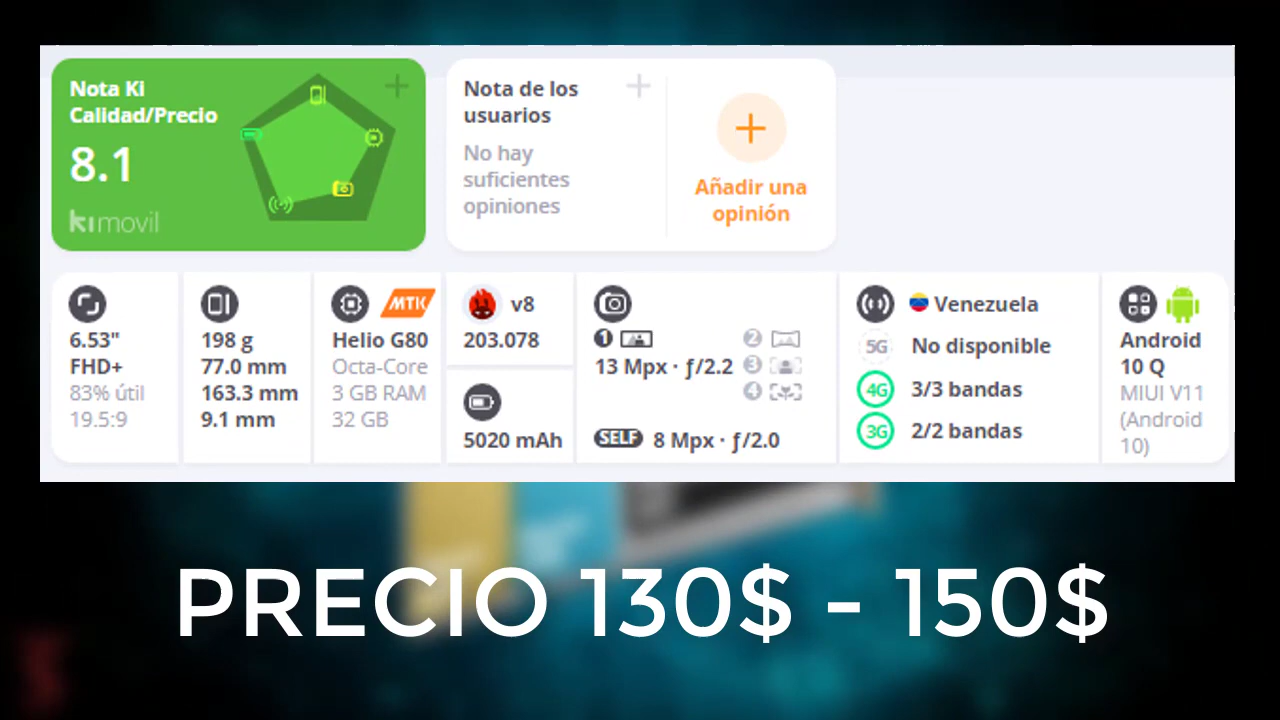 Nota Ki
Calidad/Precio
8.1
kimovil
Nota de los
usuarios
No hay
suficientes
opiniones
Añadir una
opinión
6.53"
FHD+
83% útil
19.5:9
198 g
77.0 mm
163.3 mm
9.1 mm
MTK
Helio G80
Octa-Core
3 GB RAM
32 GB
v8
203.078
5020 mAh
1
13 Mpx · ƒ/2.2
2
3
4
SELF 8 Mpx · ƒ/2.0
Venezuela
5G No disponible
4G 3/3 bandas
3G 2/2 bandas
Android
10 Q
MIUI V11
(Android
10)
PRECIO 130$ - 150$